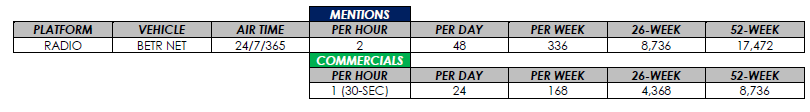 MENTIONS
PLATFORM VEHICLE AIR TIME PER HOUR PER DAY PER WEEK 26-WEEK 52-WEEK
RADIO BETR NET 24/7/365 2 48 336 8,736 17,472
COMMERCIALS
PER HOUR PER DAY PER WEEK 26-WEEK 52-WEEK
1 (30-SEC) 24 168 4,368 8,736